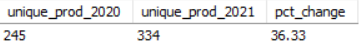 unique_prod_2020 unique_prod_2021 pct_change
245 334 36.33